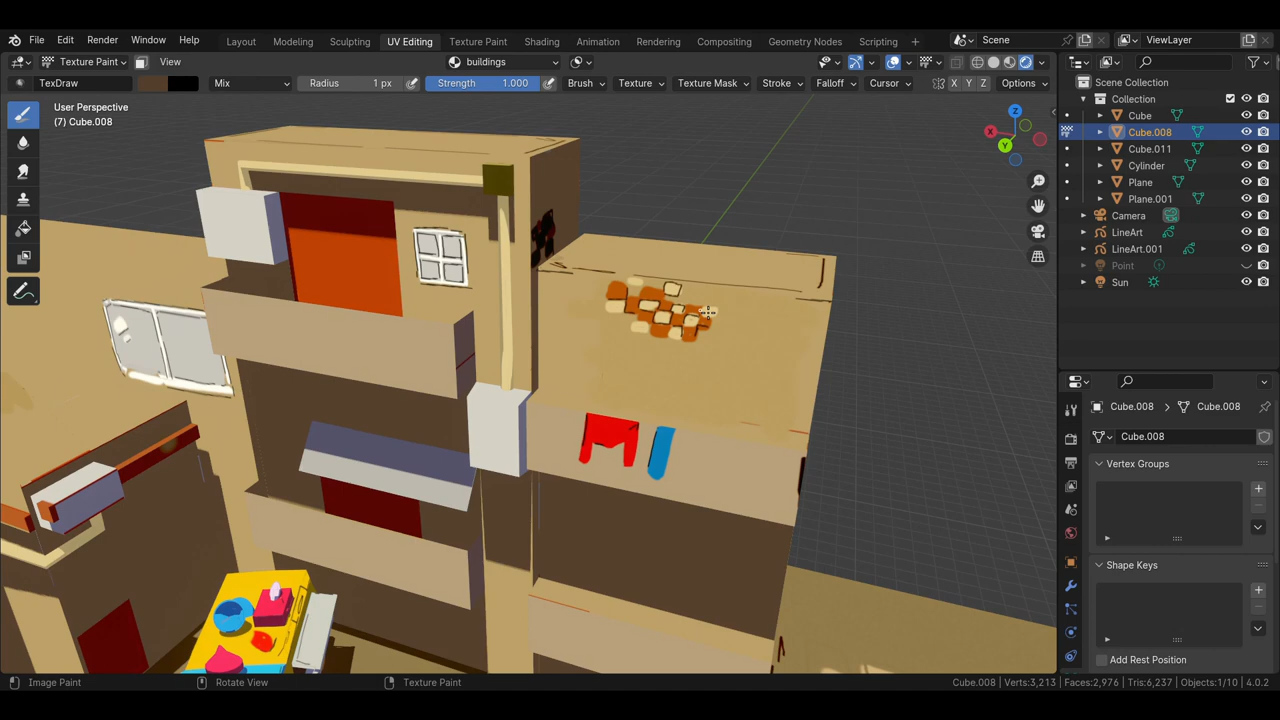 File Edit Render Window Help Layout Modeling Sculpting UV Editing Texture Paint Shading Animation Rendering Compositing Geometry Nodes Scripting + Scene ViewLayer
Texture Paint View buildings
TexDraw Mix Radius 1 px Strength 1.000 Brush Texture Texture Mask Stroke Falloff Cursor X Y Z Options
User Perspective
(7) Cube.008
Z
X
Y
Scene Collection
Collection
Cube
Cube.008
Cube.011
Cylinder
Plane
Plane.001
Camera
LineArt
LineArt.001
Point
Sun
Cube.008 Cube.008
Cube.008
Vertex Groups
Shape Keys
Add Rest Position
Image Paint Rotate View Texture Paint Cube.008 | Verts:3,213 | Faces:2,976 | Tris:6,237 | Objects:1/10 | 4.0.2